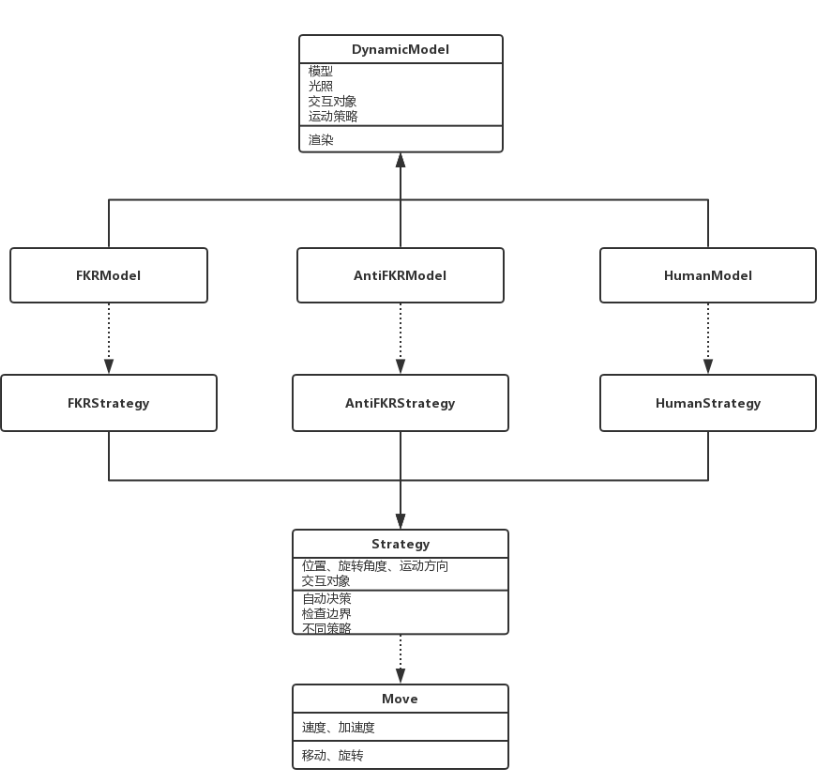 DynamicModel
模型
光照
交互对象
运动策略
渲染
FKRModel
AntiFKRModel
HumanModel
FKRStrategy
AntiFKRStrategy
HumanStrategy
Strategy
位置、旋转角度、运动方向
交互对象
自动决策
检查边界
不同策略
Move
速度、加速度
移动、旋转